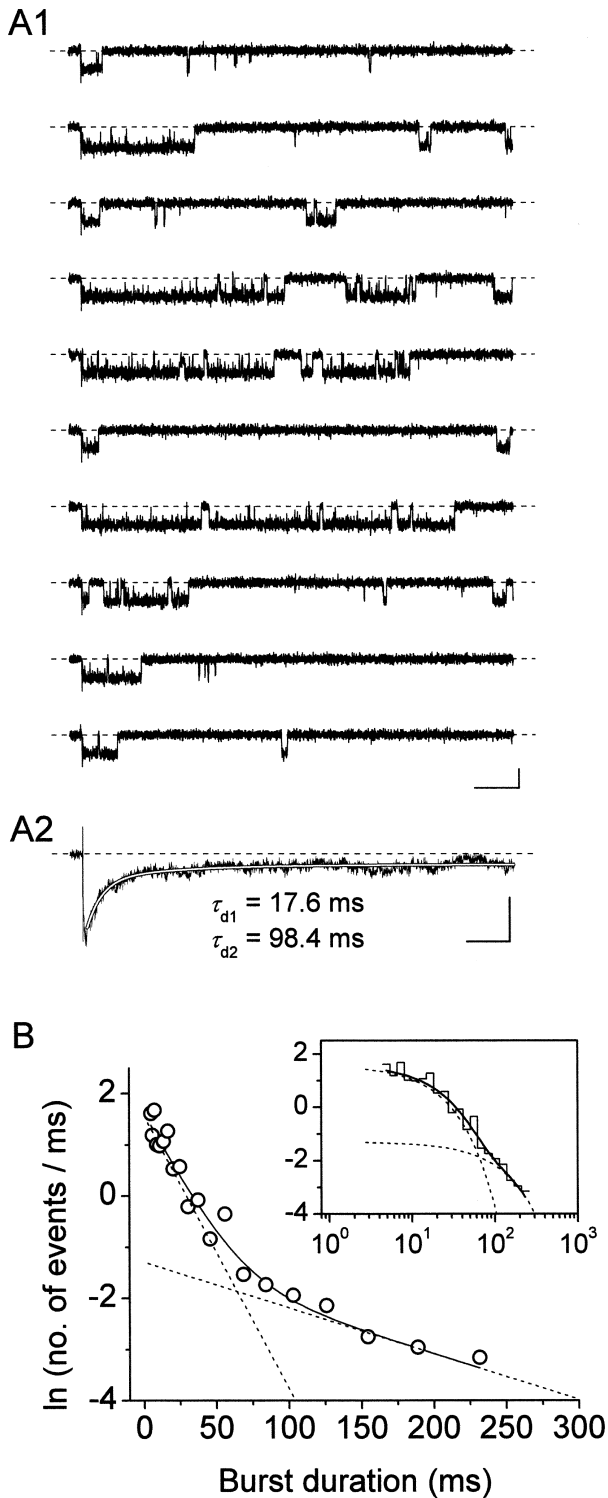 A1
A2
τd1 = 17.6 ms
τd2 = 98.4 ms
B
2
0
-2
-4
10⁰ 10¹ 10² 10³
2
0
-2
-4
ln (no. of events / ms)
0 50 100 150 200 250 300
Burst duration (ms)